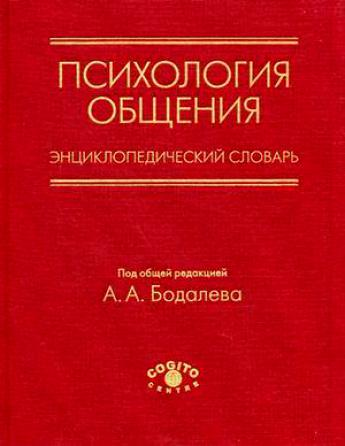 ПСИХОЛОГИЯ
ОБЩЕНИЯ
ЭНЦИКЛОПЕДИЧЕСКИЙ СЛОВАРЬ
Под общей редакцией
А. А. Бодалева
COGITO
CENTRE